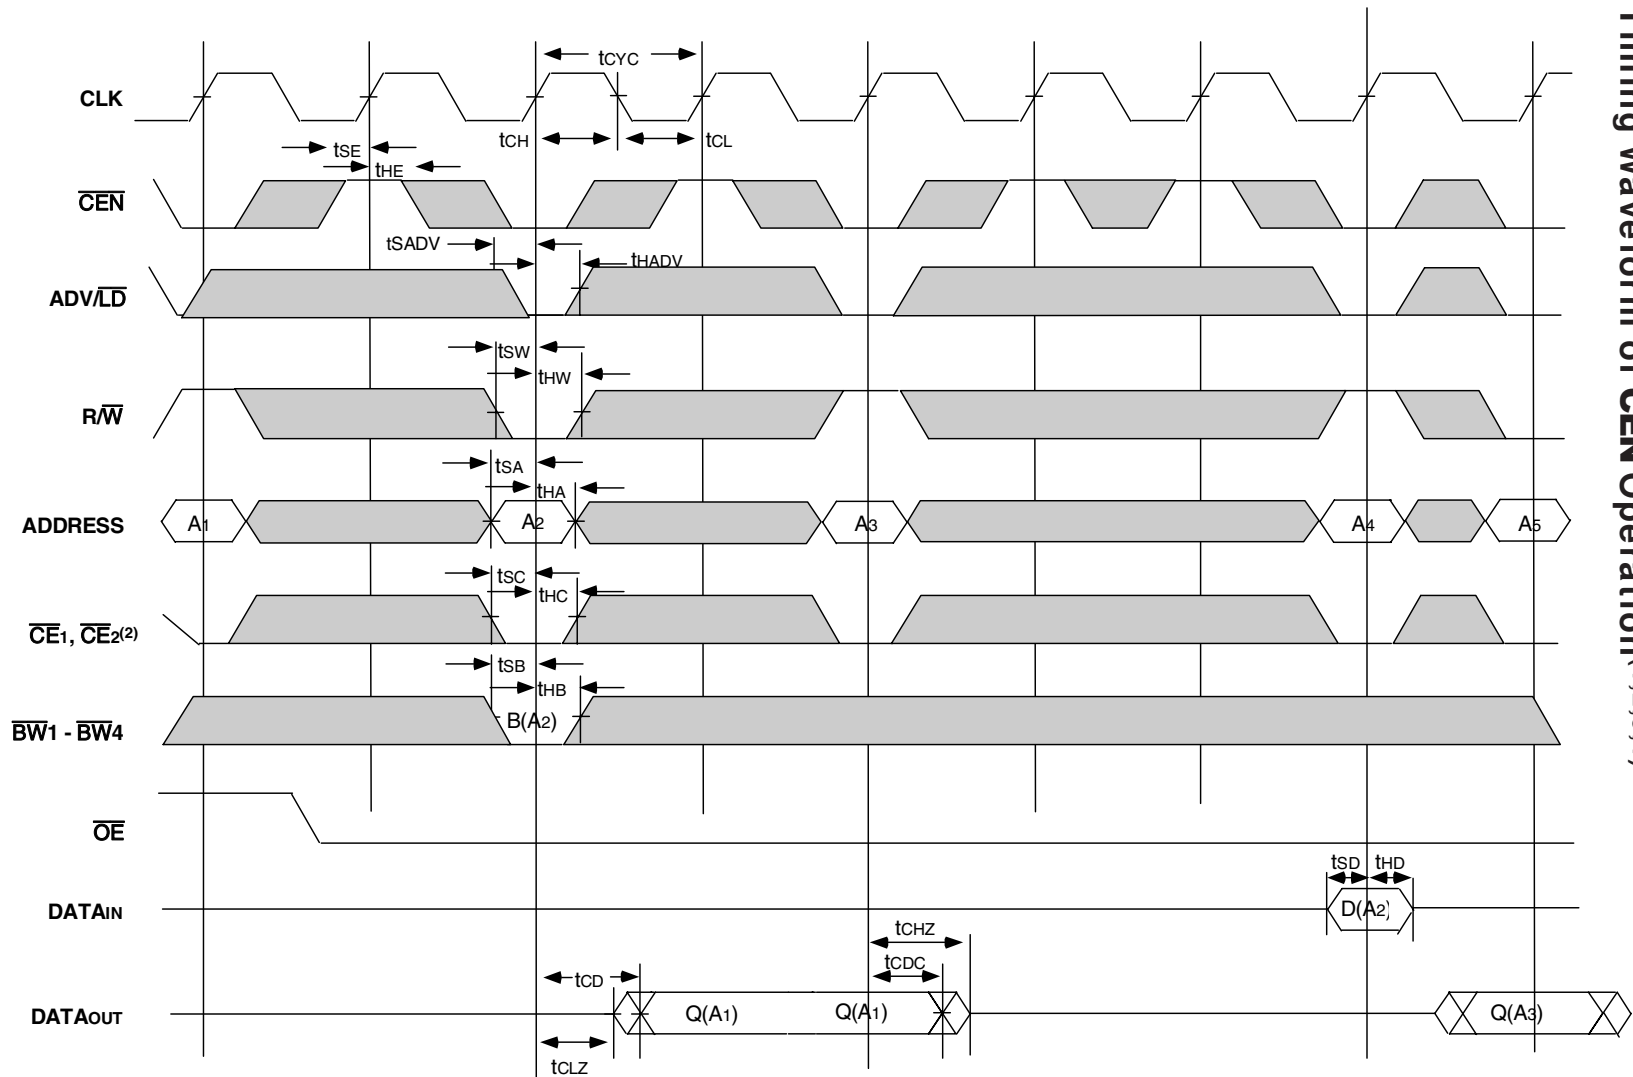 tCYC
CLK
tCH
tCL
tSE
tHE
CEN
tSADV
tHADV
ADV/LD
tSW
tHW
R/W
tSA
tHA
ADDRESS
A1
A2
A3
A4
A5
tSC
tHC
CE1, CE2(2)
tSB
tHB
B(A2)
BW1 - BW4
OE
tSD
tHD
DATAIN
D(A2)
tCHZ
tCDC
tCD
DATAOUT
Q(A1)
Q(A1)
Q(A3)
tCLZ
Timing Waveform of CEN Operation